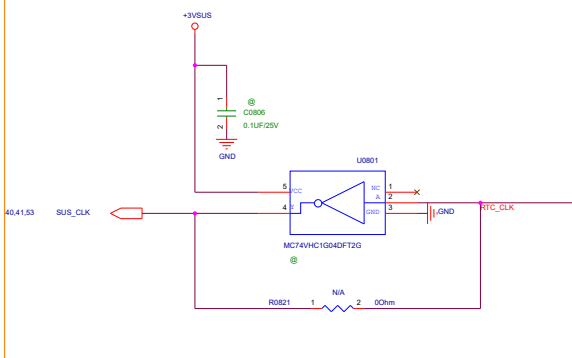 +3VSUS
1
@
C0806
2
0.1UF/25V
GND
U0801
5
VCC
NC
1
A
2
40,41,53
SUS_CLK
4
Y
GND
3
GND
RTC_CLK
MC74VHC1G04DFT2G
@
N/A
R0821
1
2
0Ohm